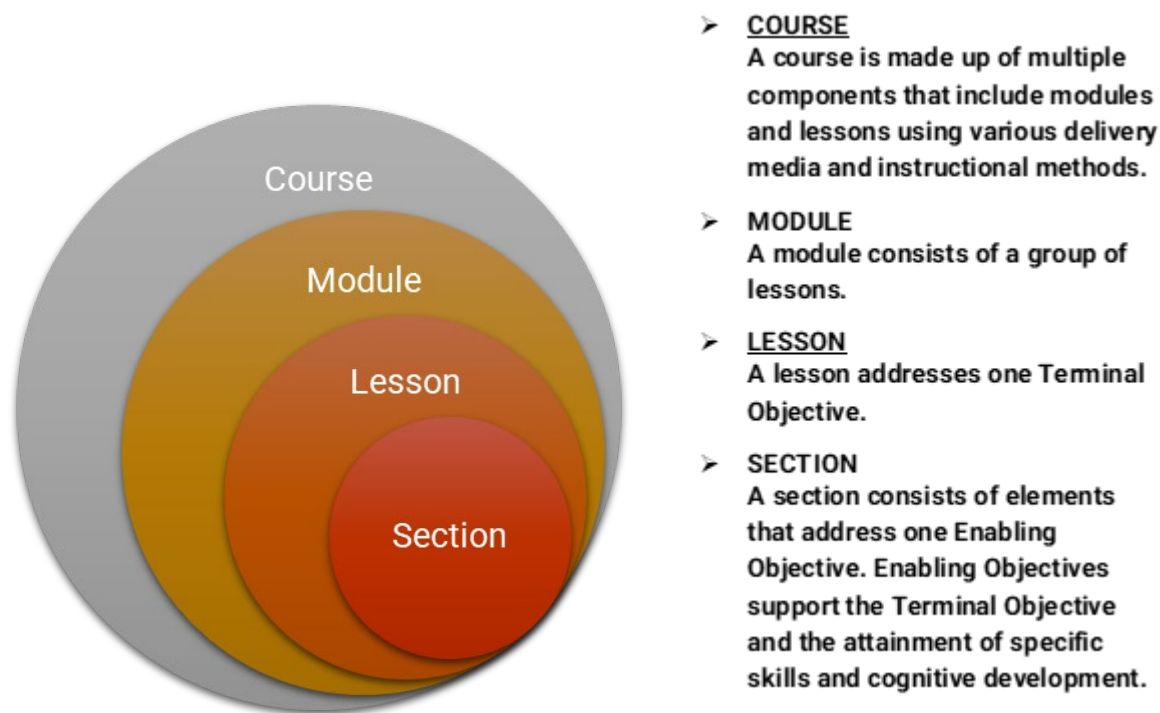 Course
Module
Lesson
Section
➢ COURSE
A course is made up of multiple
components that include modules
and lessons using various delivery
media and instructional methods.
➢ MODULE
A module consists of a group of
lessons.
➢ LESSON
A lesson addresses one Terminal
Objective.
➢ SECTION
A section consists of elements
that address one Enabling
Objective. Enabling Objectives
support the Terminal Objective
and the attainment of specific
skills and cognitive development.